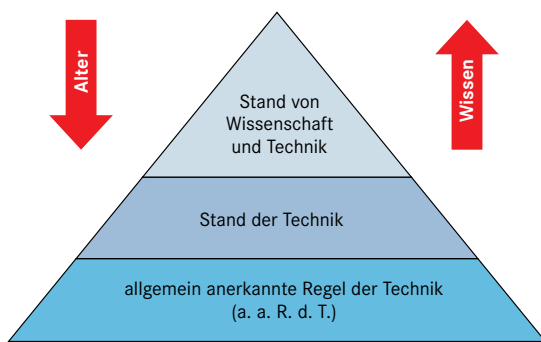 Alter
Wissen
Stand von
Wissenschaft
und Technik
Stand der Technik
allgemein anerkannte Regel der Technik
(a. a. R. d. T.)